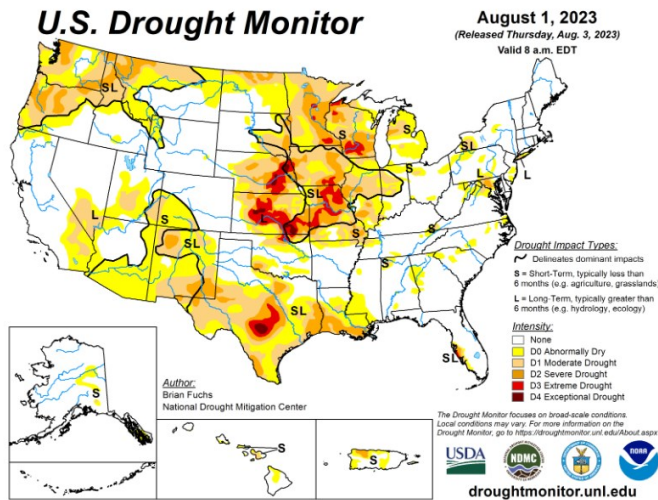 U.S. Drought Monitor
August 1, 2023
(Released Thursday, Aug. 3, 2023)
Valid 8 a.m. EDT
SL
S
S
SL
S
L
L
SL
S
L
S
SL
L
S
S
S
SL
SL
Drought Impact Types:
Delineates dominant impacts
S = Short-Term, typically less than
6 months (e.g. agriculture, grasslands)
L = Long-Term, typically greater than
6 months (e.g. hydrology, ecology)
Intensity:
None
D0 Abnormally Dry
D1 Moderate Drought
D2 Severe Drought
D3 Extreme Drought
D4 Exceptional Drought
S
Author:
Brian Fuchs
National Drought Mitigation Center
S
S
The Drought Monitor focuses on broad-scale conditions.
Local conditions may vary. For more information on the
Drought Monitor, go to https://droughtmonitor.unl.edu/About.aspx
USDA
NDMC
NOAA
droughtmonitor.unl.edu